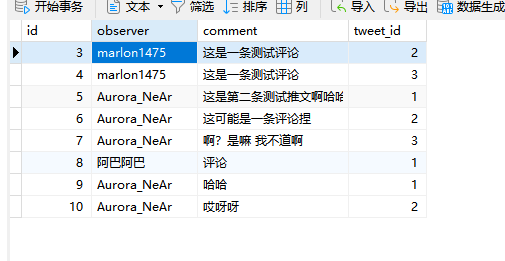 开始事务 文本 筛选 排序 列 导入 导出 数据生成
id observer comment tweet_id
3 marlon1475 这是一条测试评论 2
4 marlon1475 这是一条测试评论 3
5 Aurora_NeAr 这是第二条测试推文啊哈哈 1
6 Aurora_NeAr 这可能是一条评论捏 2
7 Aurora_NeAr 啊？是嘛 我不道啊 3
8 阿巴阿巴 评论 1
9 Aurora_NeAr 哈哈 1
10 Aurora_NeAr 哎呀呀 2